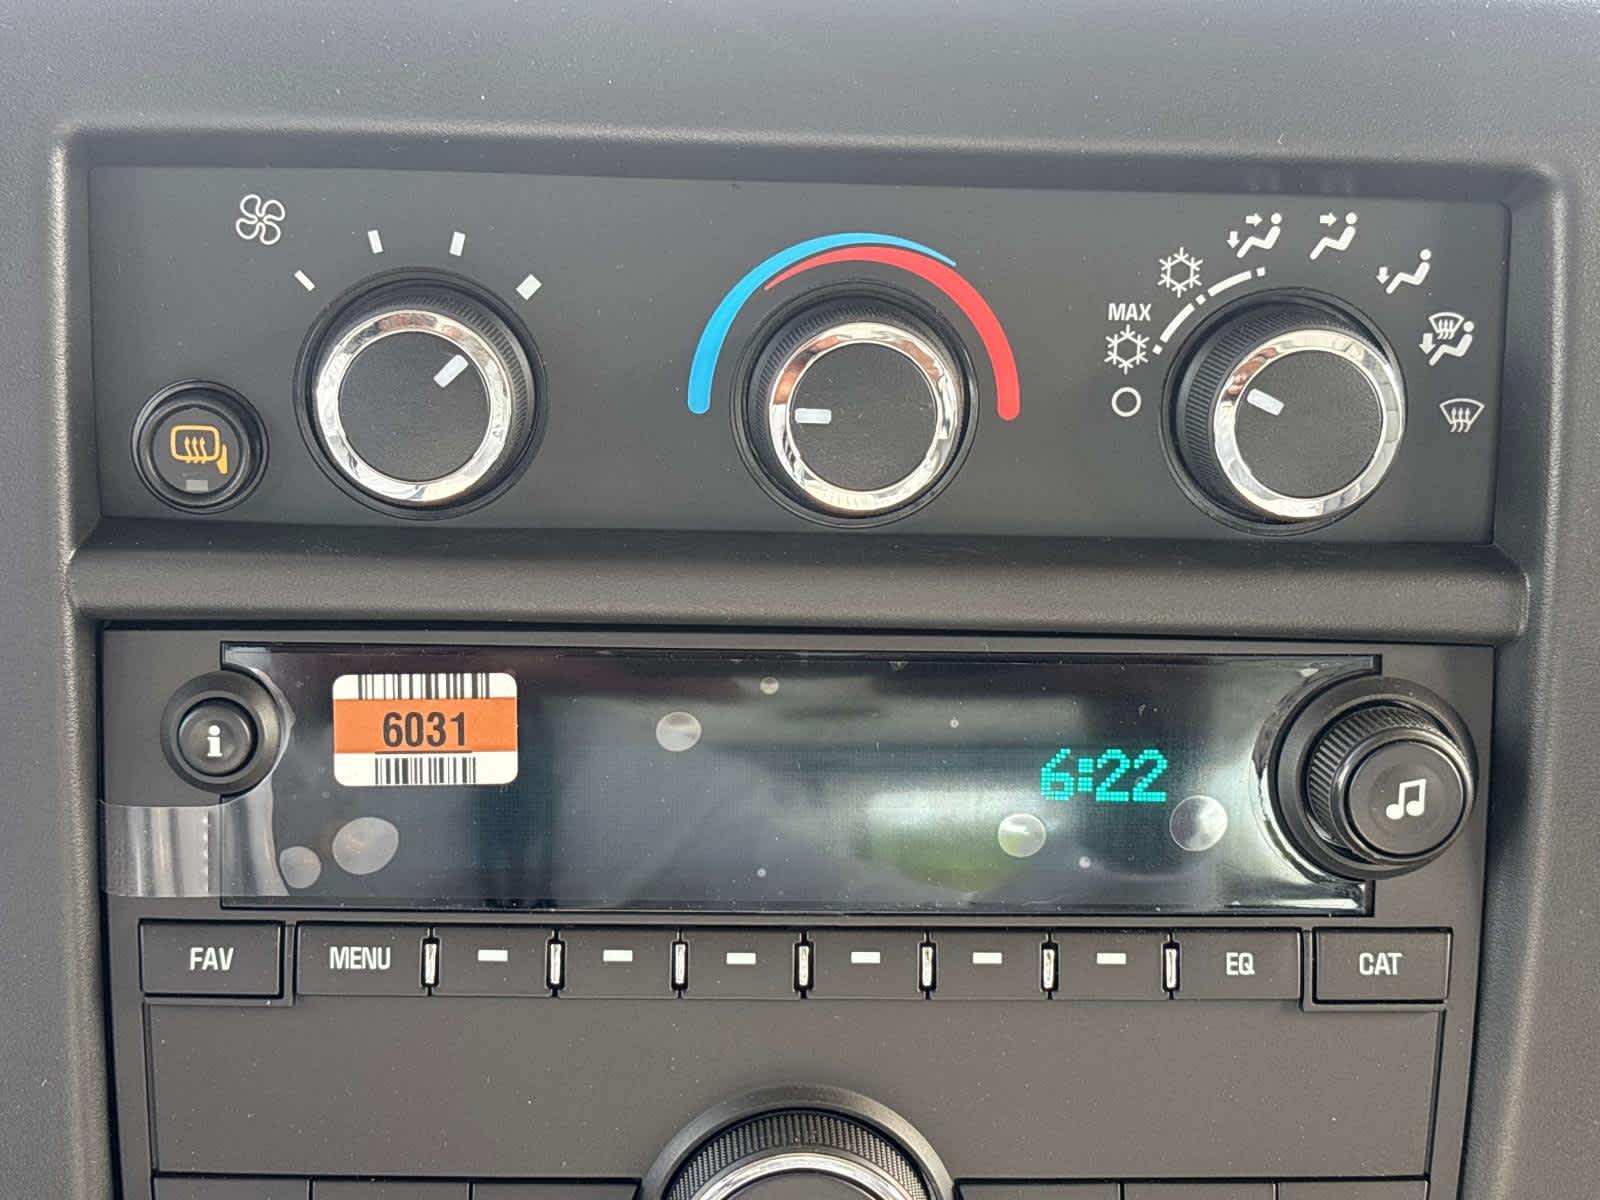 MAX
6031
6:22
i
FAV MENU EQ CAT